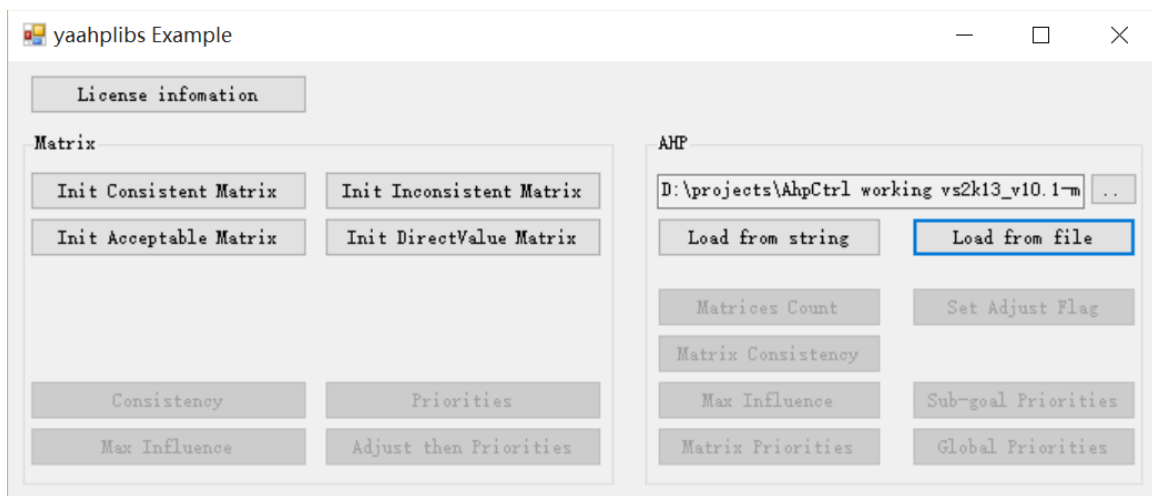 yaahplibs Example
License infomation
Matrix
Init Consistent Matrix
Init Inconsistent Matrix
Init Acceptable Matrix
Init DirectValue Matrix
Consistency
Priorities
Max Influence
Adjust then Priorities
AHP
D:\projects\AhpCtrl working vs2k13_v10.1-m
..
Load from string
Load from file
Matrices Count
Set Adjust Flag
Matrix Consistency
Max Influence
Sub-goal Priorities
Matrix Priorities
Global Priorities